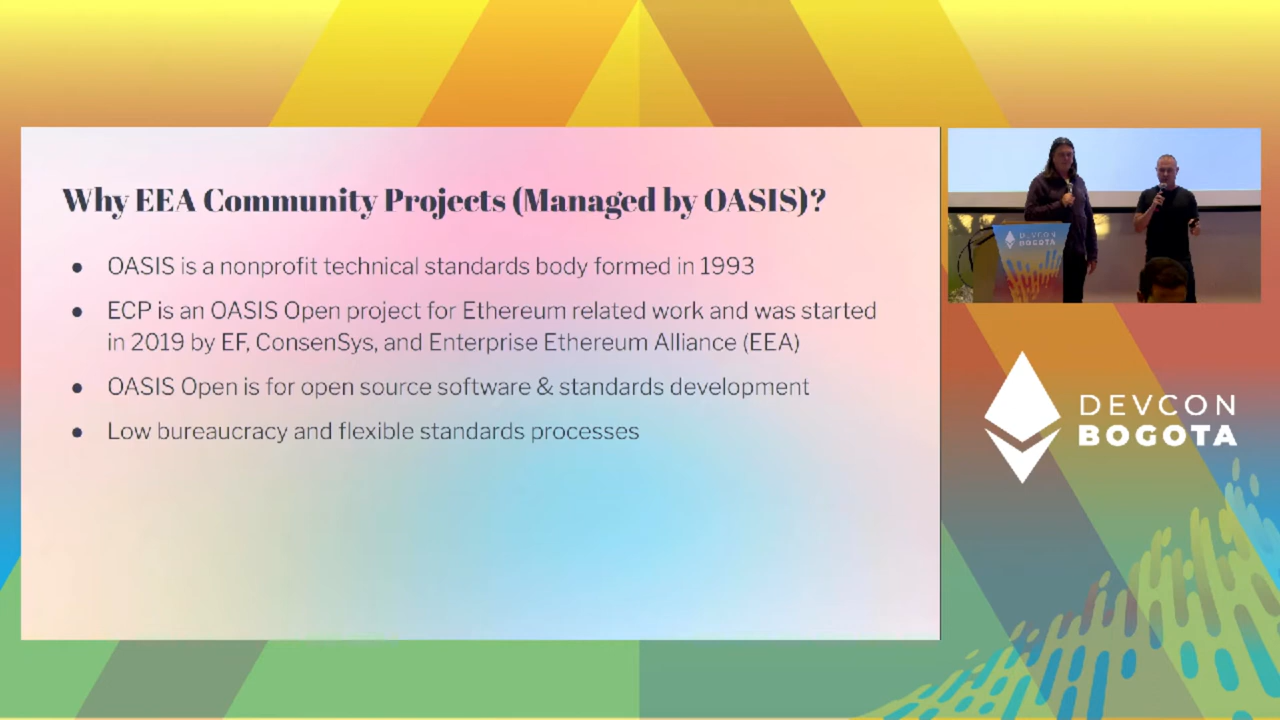 Why EEA Community Projects (Managed by OASIS)?
● OASIS is a nonprofit technical standards body formed in 1993
● ECP is an OASIS Open project for Ethereum related work and was started
in 2019 by EF, ConsenSys, and Enterprise Ethereum Alliance (EEA)
● OASIS Open is for open source software & standards development
● Low bureaucracy and flexible standards processes
DEVCON
BOGOTA
DEVCON
BOGOTA